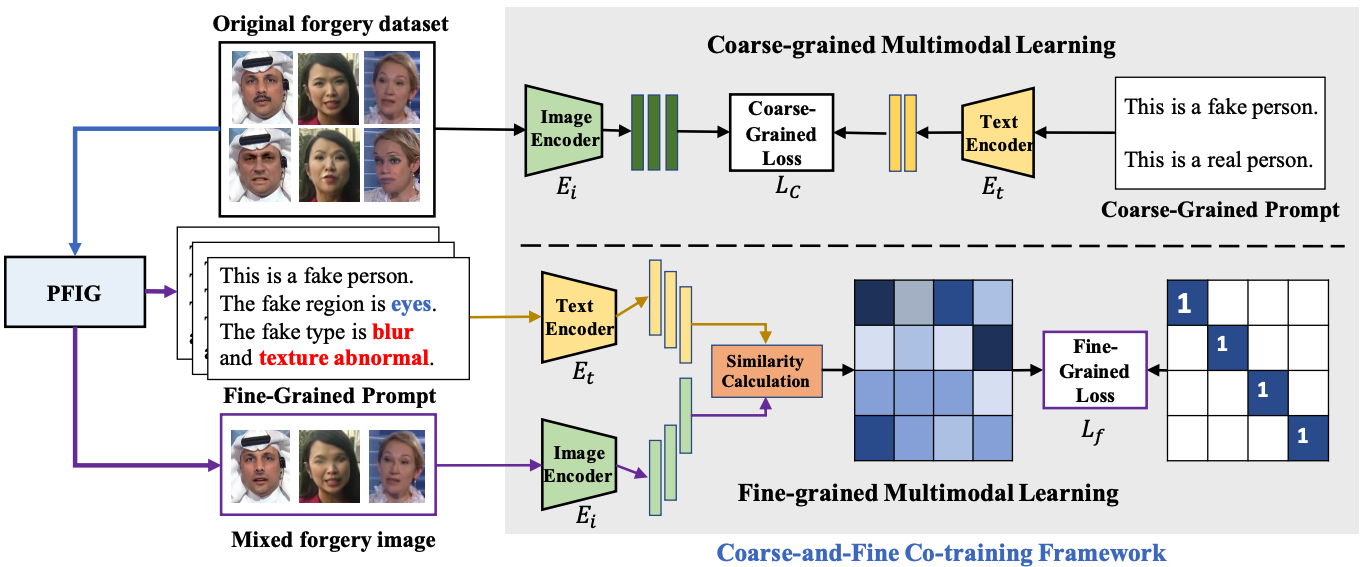 Original forgery dataset
Coarse-grained Multimodal Learning
Image
Encoder
E_i
Coarse-
Grained
Loss
L_C
Text
Encoder
E_t
This is a fake person.
This is a real person.
Coarse-Grained Prompt
PFIG
This is a fake person.
The fake region is eyes.
The fake type is blur
and texture abnormal.
Fine-Grained Prompt
Text
Encoder
E_t
Similarity
Calculation
Image
Encoder
E_i
Fine-
Grained
Loss
L_f
1
1
1
1
Fine-grained Multimodal Learning
Mixed forgery image
Coarse-and-Fine Co-training Framework